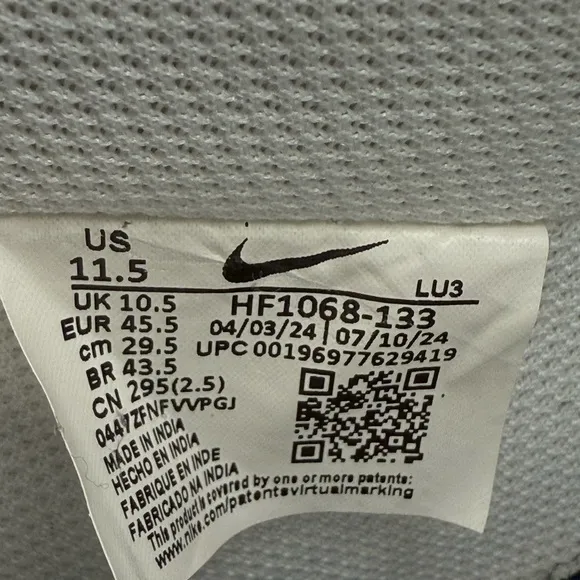 US
11.5
LU3
UK 10.5
EUR 45.5
cm 29.5
BR 43.5
CN 295(2.5)
HF1068-133
04/03/24 | 07/10/24
UPC 00196977629419
MADE IN INDIA
HECHO EN INDIA
FABRIQUE EN INDE
FABRICADO NA INDIA
This product is covered by one or more patents:
www.nike.com/patentsvirtualmarking